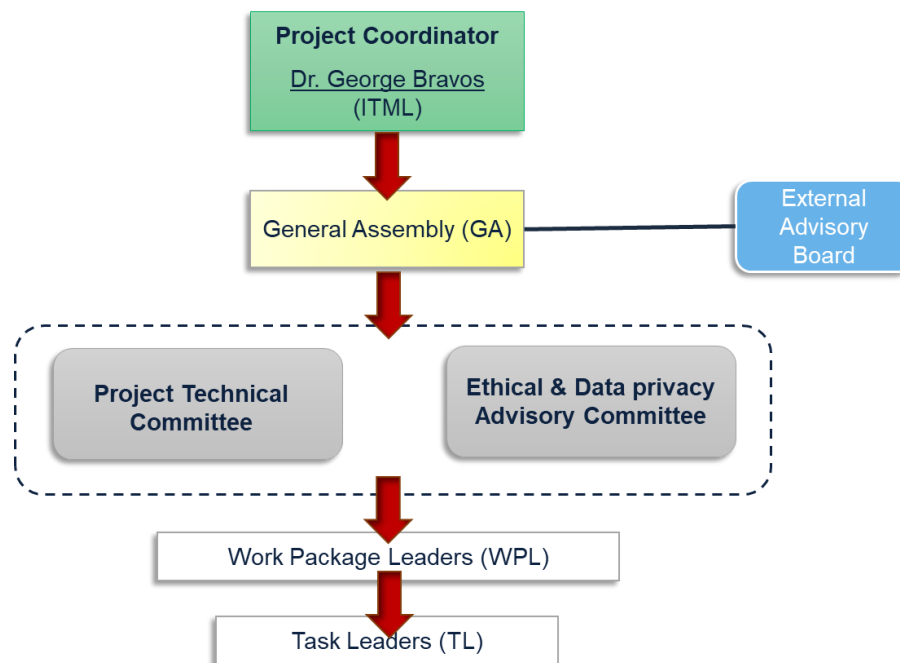 Project Coordinator
Dr. George Bravos
(ITML)
General Assembly (GA)
External
Advisory
Board
Project Technical
Committee
Ethical & Data privacy
Advisory Committee
Work Package Leaders (WPL)
Task Leaders (TL)